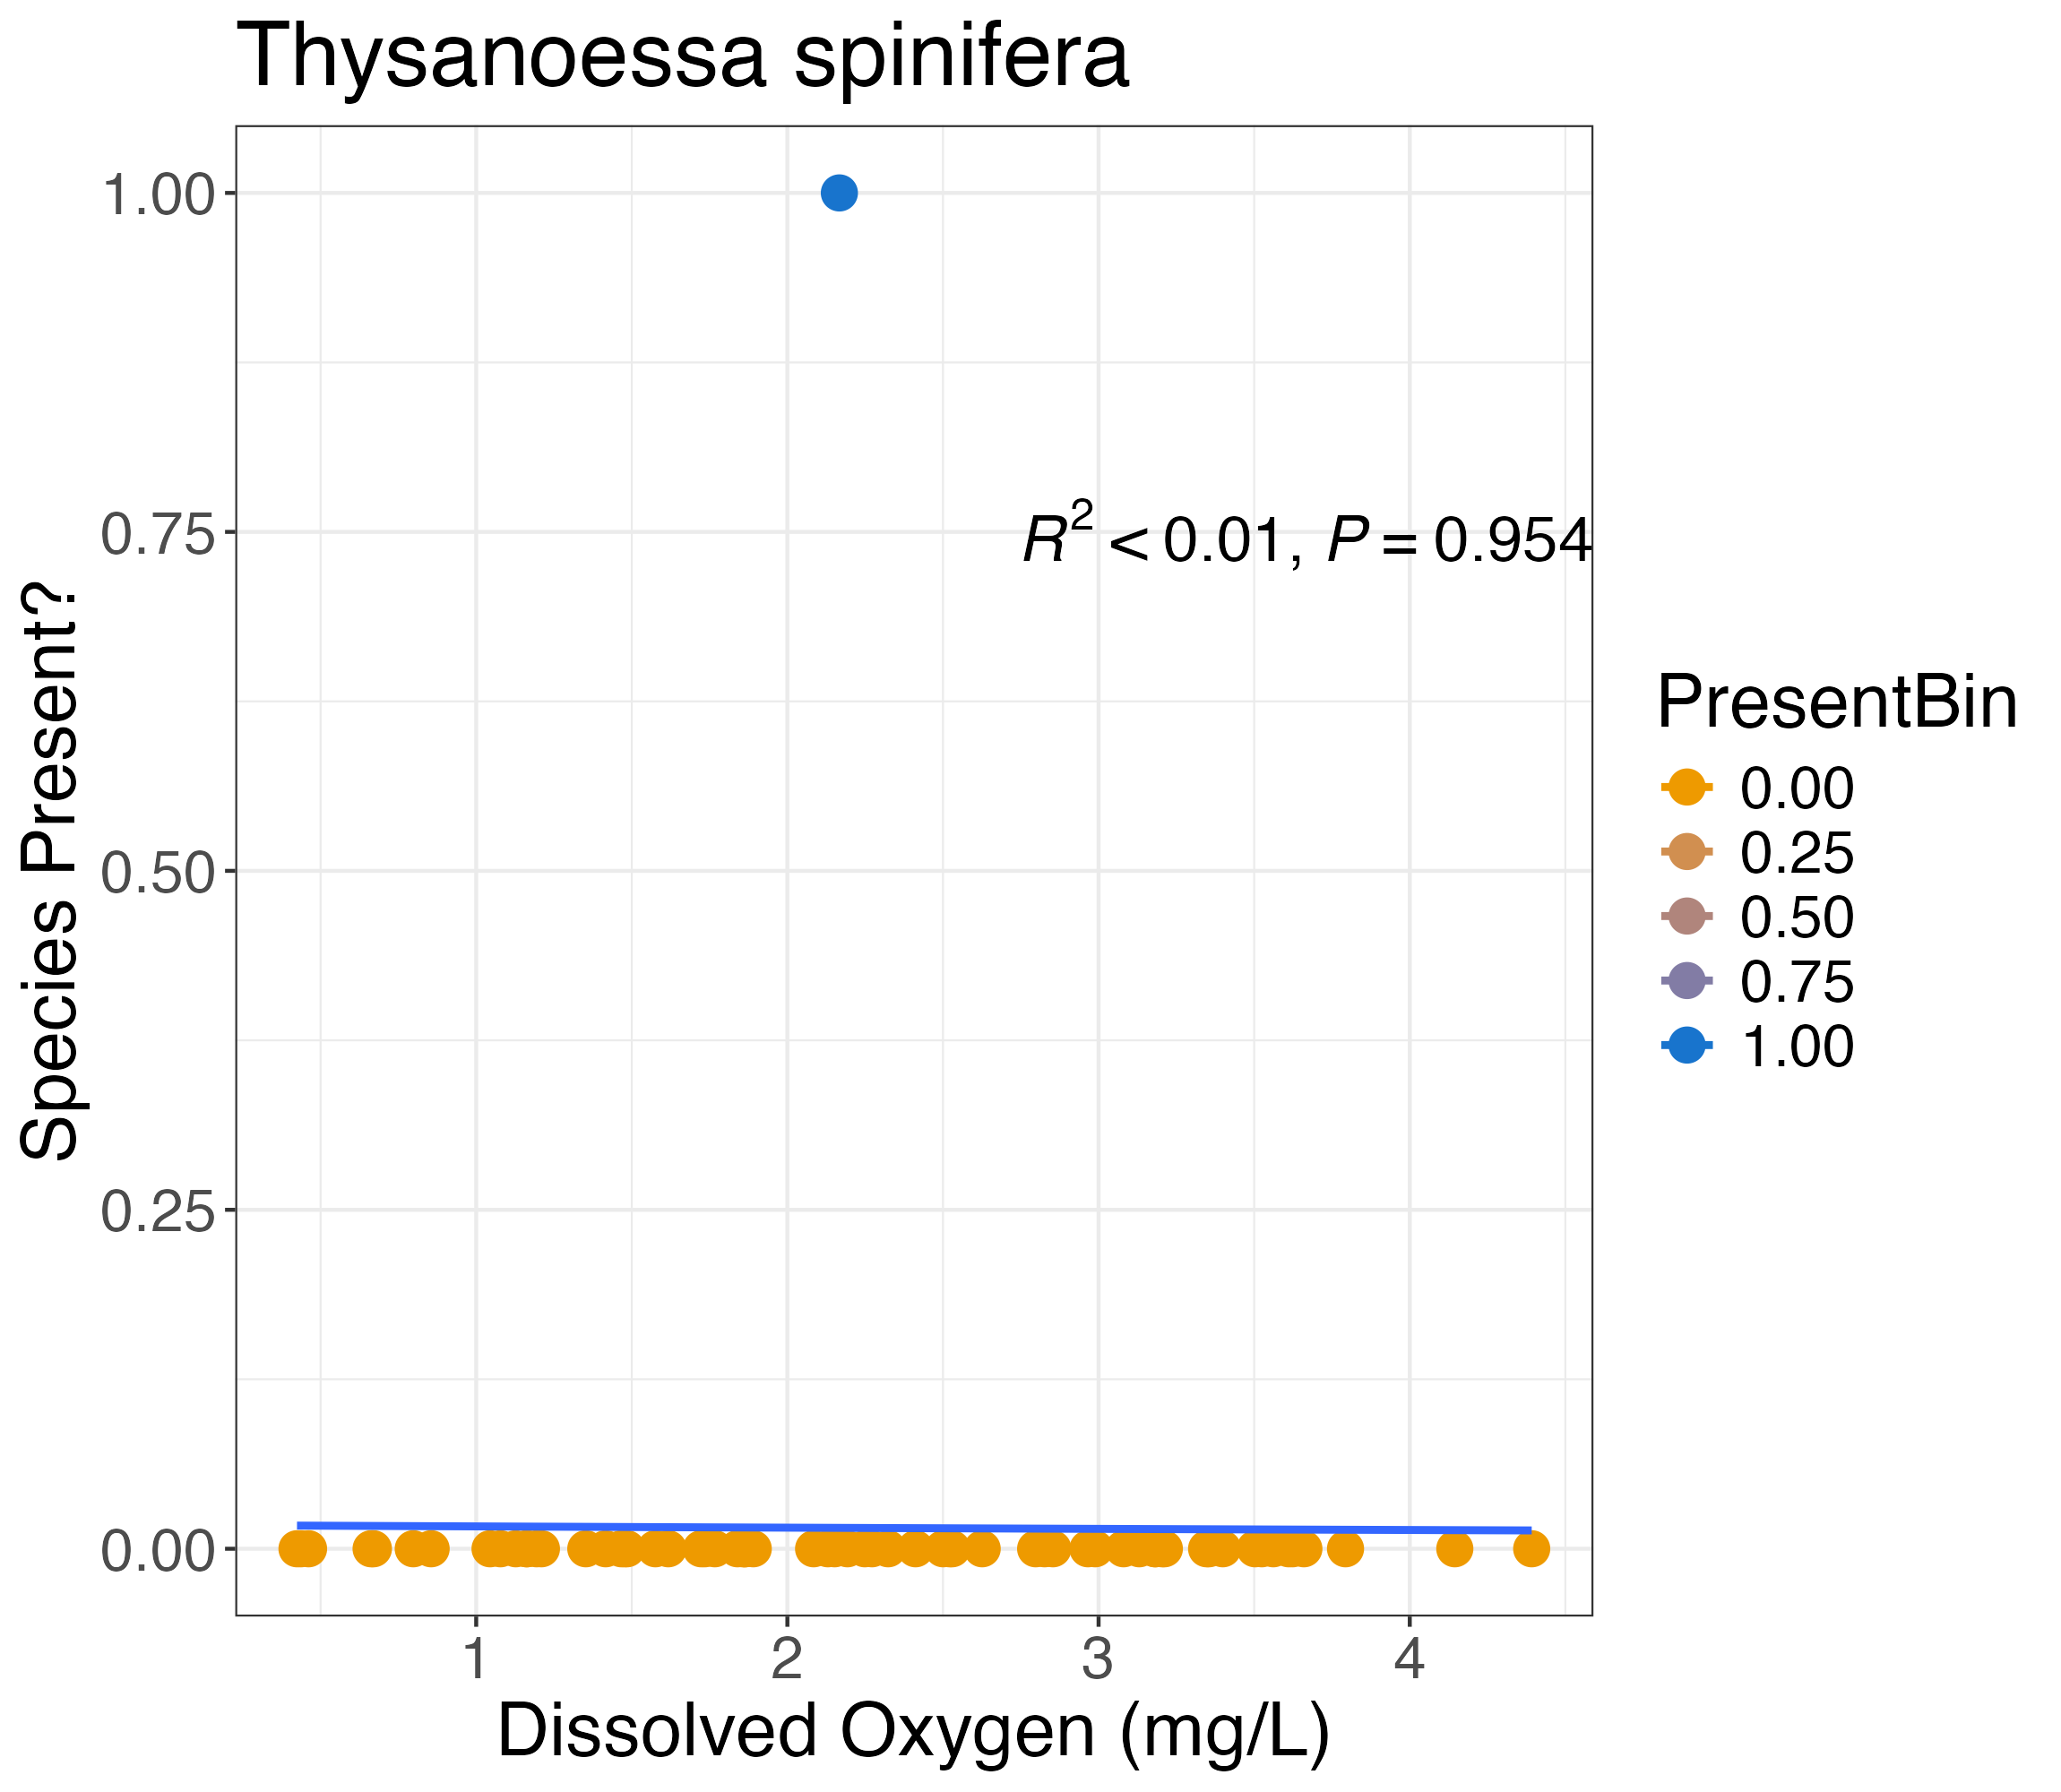 Thysanoessa spinifera
1.00
0.75
0.50
0.25
0.00
Species Present?
R² < 0.01, P = 0.954
1 2 3 4
Dissolved Oxygen (mg/L)
PresentBin
0.00
0.25
0.50
0.75
1.00